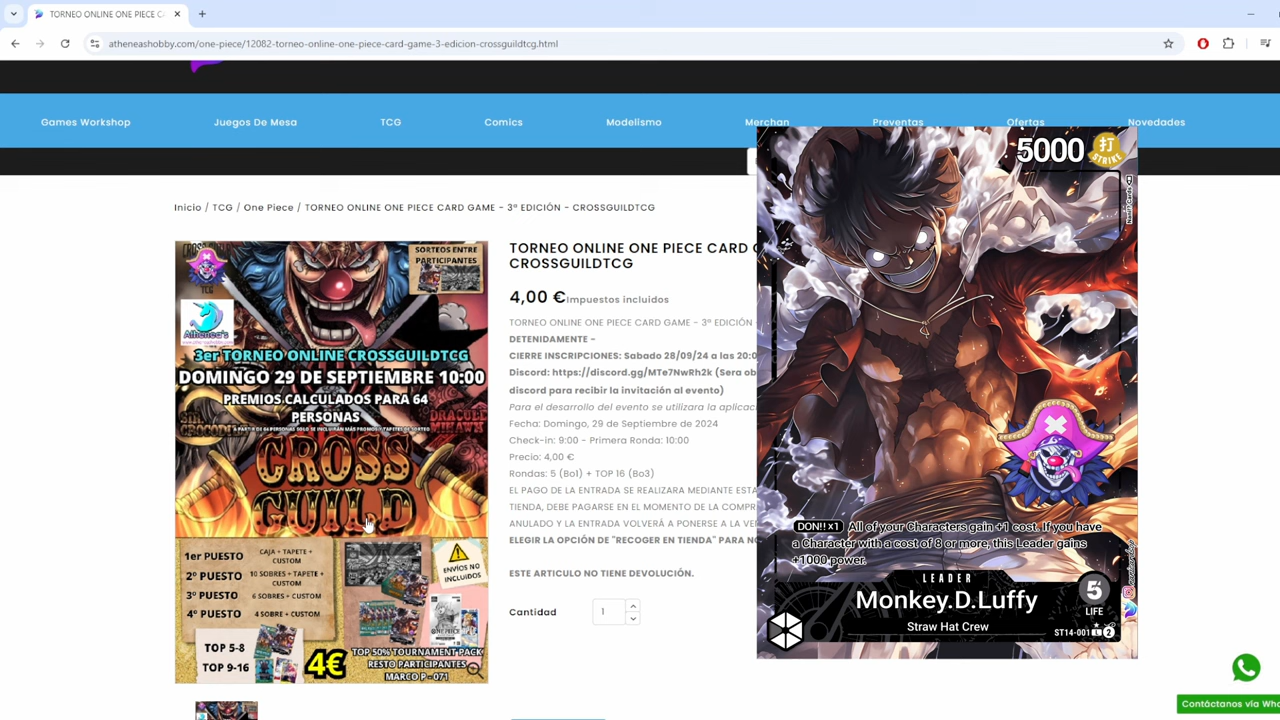 TORNEO ONLINE ONE PIECE CA
atheneashobby.com/one-piece/12082-torneo-online-one-piece-card-game-3-edicion-crossguildtcg.html
Games Workshop
Juegos De Mesa
TCG
Comics
Modelismo
Merchan
Preventas
Ofertas
Novedades
Inicio / TCG / One Piece / TORNEO ONLINE ONE PIECE CARD GAME - 3ª EDICIÓN - CROSSGUILDTCG
SORTEOS ENTRE
PARTICIPANTES
TCG
Athenea's
3er TORNEO ONLINE CROSSGUILDTCG
DOMINGO 29 DE SEPTIEMBRE 10:00
PREMIOS CALCULADOS PARA 64
PERSONAS
SIR.
CROCODILE
DRACULE
MIHAWK
CROSS
GUILD
1er PUESTO
CAJA + TAPETE +
CUSTOM
2º PUESTO
10 SOBRES + TAPETE +
CUSTOM
3º PUESTO
6 SOBRES + CUSTOM
4º PUESTO
4 SOBRE + CUSTOM
ENVÍOS NO
INCLUIDOS
TOP 5-8
TOP 9-16
4€
TOP 50% TOURNAMENT PACK
RESTO PARTICIPANTES
MARCO P - 071
TORNEO ONLINE ONE PIECE CARD
CROSSGUILDTCG
4,00 €
Impuestos incluidos
TORNEO ONLINE ONE PIECE CARD GAME - 3ª EDICIÓN
DETENIDAMENTE -
CIERRE INSCRIPCIONES: Sabado 28/09/24 a las 20:0
Discord: https://discord.gg/MTe7NwRh2k (Sera ob
discord para recibir la invitación al evento)
Para el desarrollo del evento se utilizara la aplicac
Fecha: Domingo, 29 de Septiembre de 2024
Check-in: 9:00 - Primera Ronda: 10:00
Precio: 4,00 €
Rondas: 5 (Bo1) + TOP 16 (Bo3)
EL PAGO DE LA ENTRADA SE REALIZARA MEDIANTE ESTA
TIENDA, DEBE PAGARSE EN EL MOMENTO DE LA COMPR
ANULADO Y LA ENTRADA VOLVERÁ A PONERSE A LA VE
ELEGIR LA OPCIÓN DE "RECOGER EN TIENDA" PARA NO
ESTE ARTICULO NO TIENE DEVOLUCIÓN.
Cantidad
1
5000
打
STRIKE
DON!! x1 All of your Characters gain +1 cost. If you have
a Character with a cost of 8 or more, this Leader gains
+1000 power.
LEADER
Monkey.D.Luffy
Straw Hat Crew
5
LIFE
ST14-001 L 2
Contáctanos vía Wha